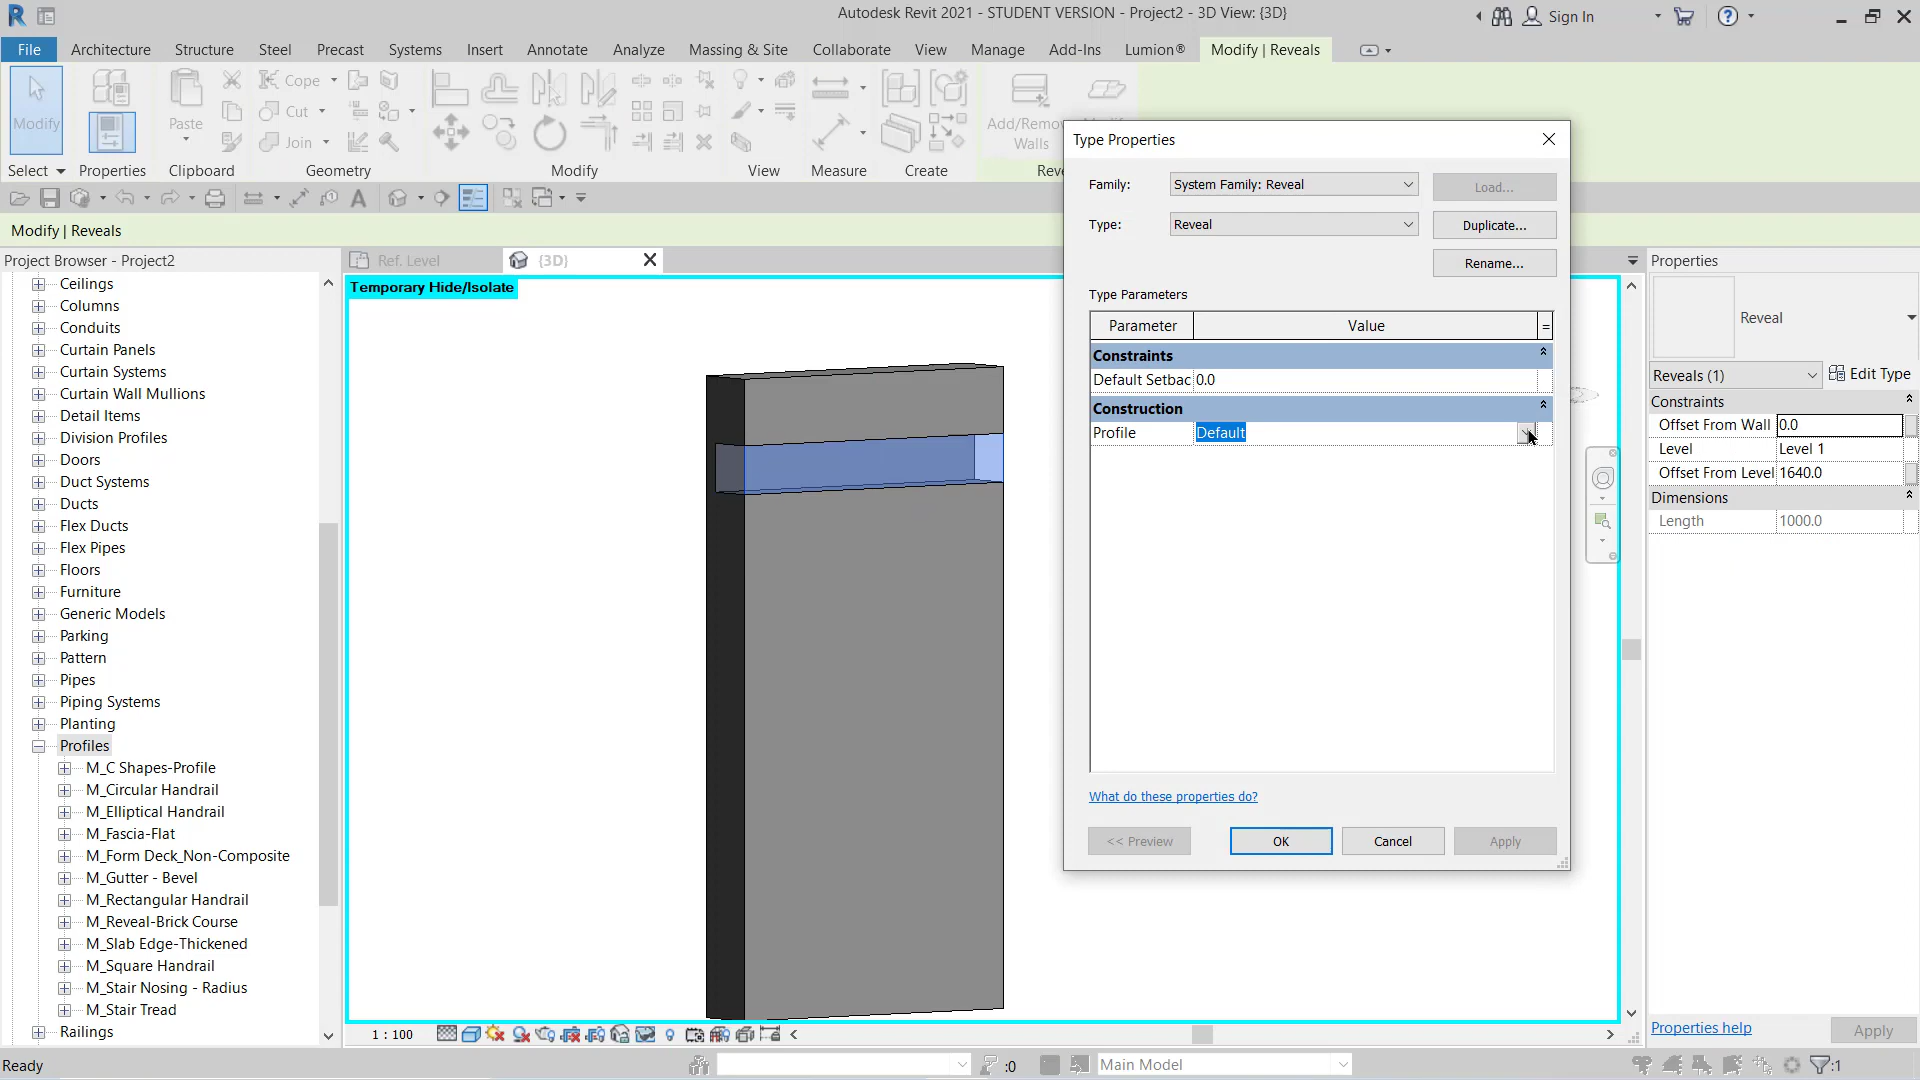 Autodesk Revit 2021 - STUDENT VERSION - Project2 - 3D View: {3D}
Sign In
File
Architecture
Structure
Steel
Precast
Systems
Insert
Annotate
Analyze
Massing & Site
Collaborate
View
Manage
Add-Ins
Lumion®
Modify | Reveals
Modify
Paste
Cope
Cut
Join
Add/Remo
Walls
Select
Properties
Clipboard
Geometry
Modify
View
Measure
Create
Reve
Modify | Reveals
Project Browser - Project2
Ceilings
Columns
Conduits
Curtain Panels
Curtain Systems
Curtain Wall Mullions
Detail Items
Division Profiles
Doors
Duct Systems
Ducts
Flex Ducts
Flex Pipes
Floors
Furniture
Generic Models
Parking
Pattern
Pipes
Piping Systems
Planting
Profiles
M_C Shapes-Profile
M_Circular Handrail
M_Elliptical Handrail
M_Fascia-Flat
M_Form Deck_Non-Composite
M_Gutter - Bevel
M_Rectangular Handrail
M_Reveal-Brick Course
M_Slab Edge-Thickened
M_Square Handrail
M_Stair Nosing - Radius
M_Stair Tread
Railings
Ref. Level
{3D}
Temporary Hide/Isolate
1 : 100
Type Properties
Family:
System Family: Reveal
Load...
Type:
Reveal
Duplicate...
Rename...
Type Parameters
Parameter
Value
=
Constraints
Default Setbac
0.0
Construction
Profile
Default
What do these properties do?
<< Preview
OK
Cancel
Apply
Properties
Reveal
Reveals (1)
Edit Type
Constraints
Offset From Wall
0.0
Level
Level 1
Offset From Level
1640.0
Dimensions
Length
1000.0
Properties help
Apply
Ready
:0
Main Model
:1